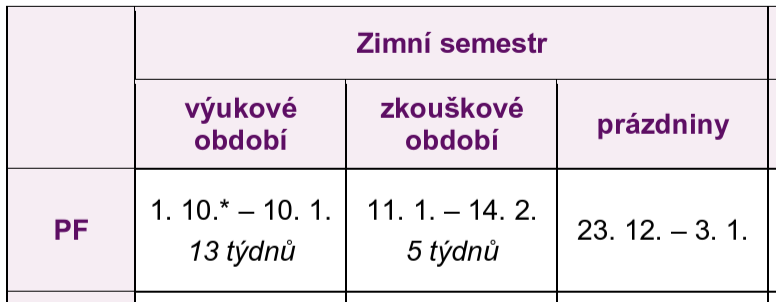 Zimní semestr
výukové
období
zkouškové
období
prázdniny
PF
1. 10.* – 10. 1.
13 týdnů
11. 1. – 14. 2.
5 týdnů
23. 12. – 3. 1.